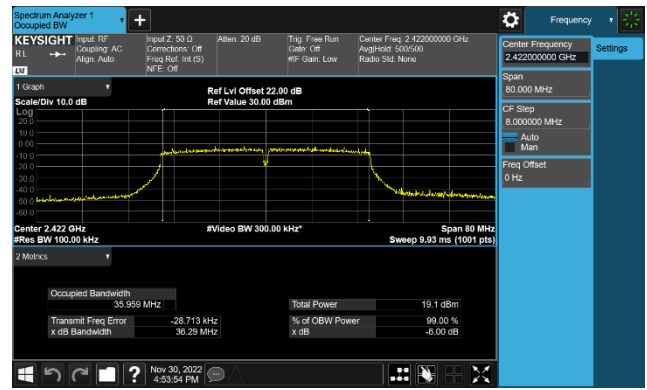 Spectrum Analyzer 1
Occupied BW
Frequency
KEYSIGHT
RL
LXI
Input: RF
Coupling: AC
Align: Auto
Input Z: 50 Ω
Corrections: Off
Freq Ref: Int (S)
NFE: Off
Atten: 20 dB
Trig: Free Run
Gate: Off
#IF Gain: Low
Center Freq: 2.422000000 GHz
Avg|Hold: 500/500
Radio Std: None
Center Frequency
2.422000000 GHz
Settings
Span
80.000 MHz
CF Step
8.000000 MHz
Auto
Man
Freq Offset
0 Hz
1 Graph
Scale/Div 10.0 dB
Ref Lvl Offset 22.00 dB
Ref Value 30.00 dBm
Log
20.0
10.0
0.00
-10.0
-20.0
-30.0
-40.0
-50.0
-60.0
Center 2.422 GHz
#Video BW 300.00 kHz*
Span 80 MHz
#Res BW 100.00 kHz
Sweep 9.93 ms (1001 pts)
2 Metrics
Occupied Bandwidth
35.959 MHz
Total Power 19.1 dBm
Transmit Freq Error -28.713 kHz
% of OBW Power 99.00 %
x dB Bandwidth 36.29 MHz
x dB -6.00 dB
?
Nov 30, 2022
4:53:54 PM